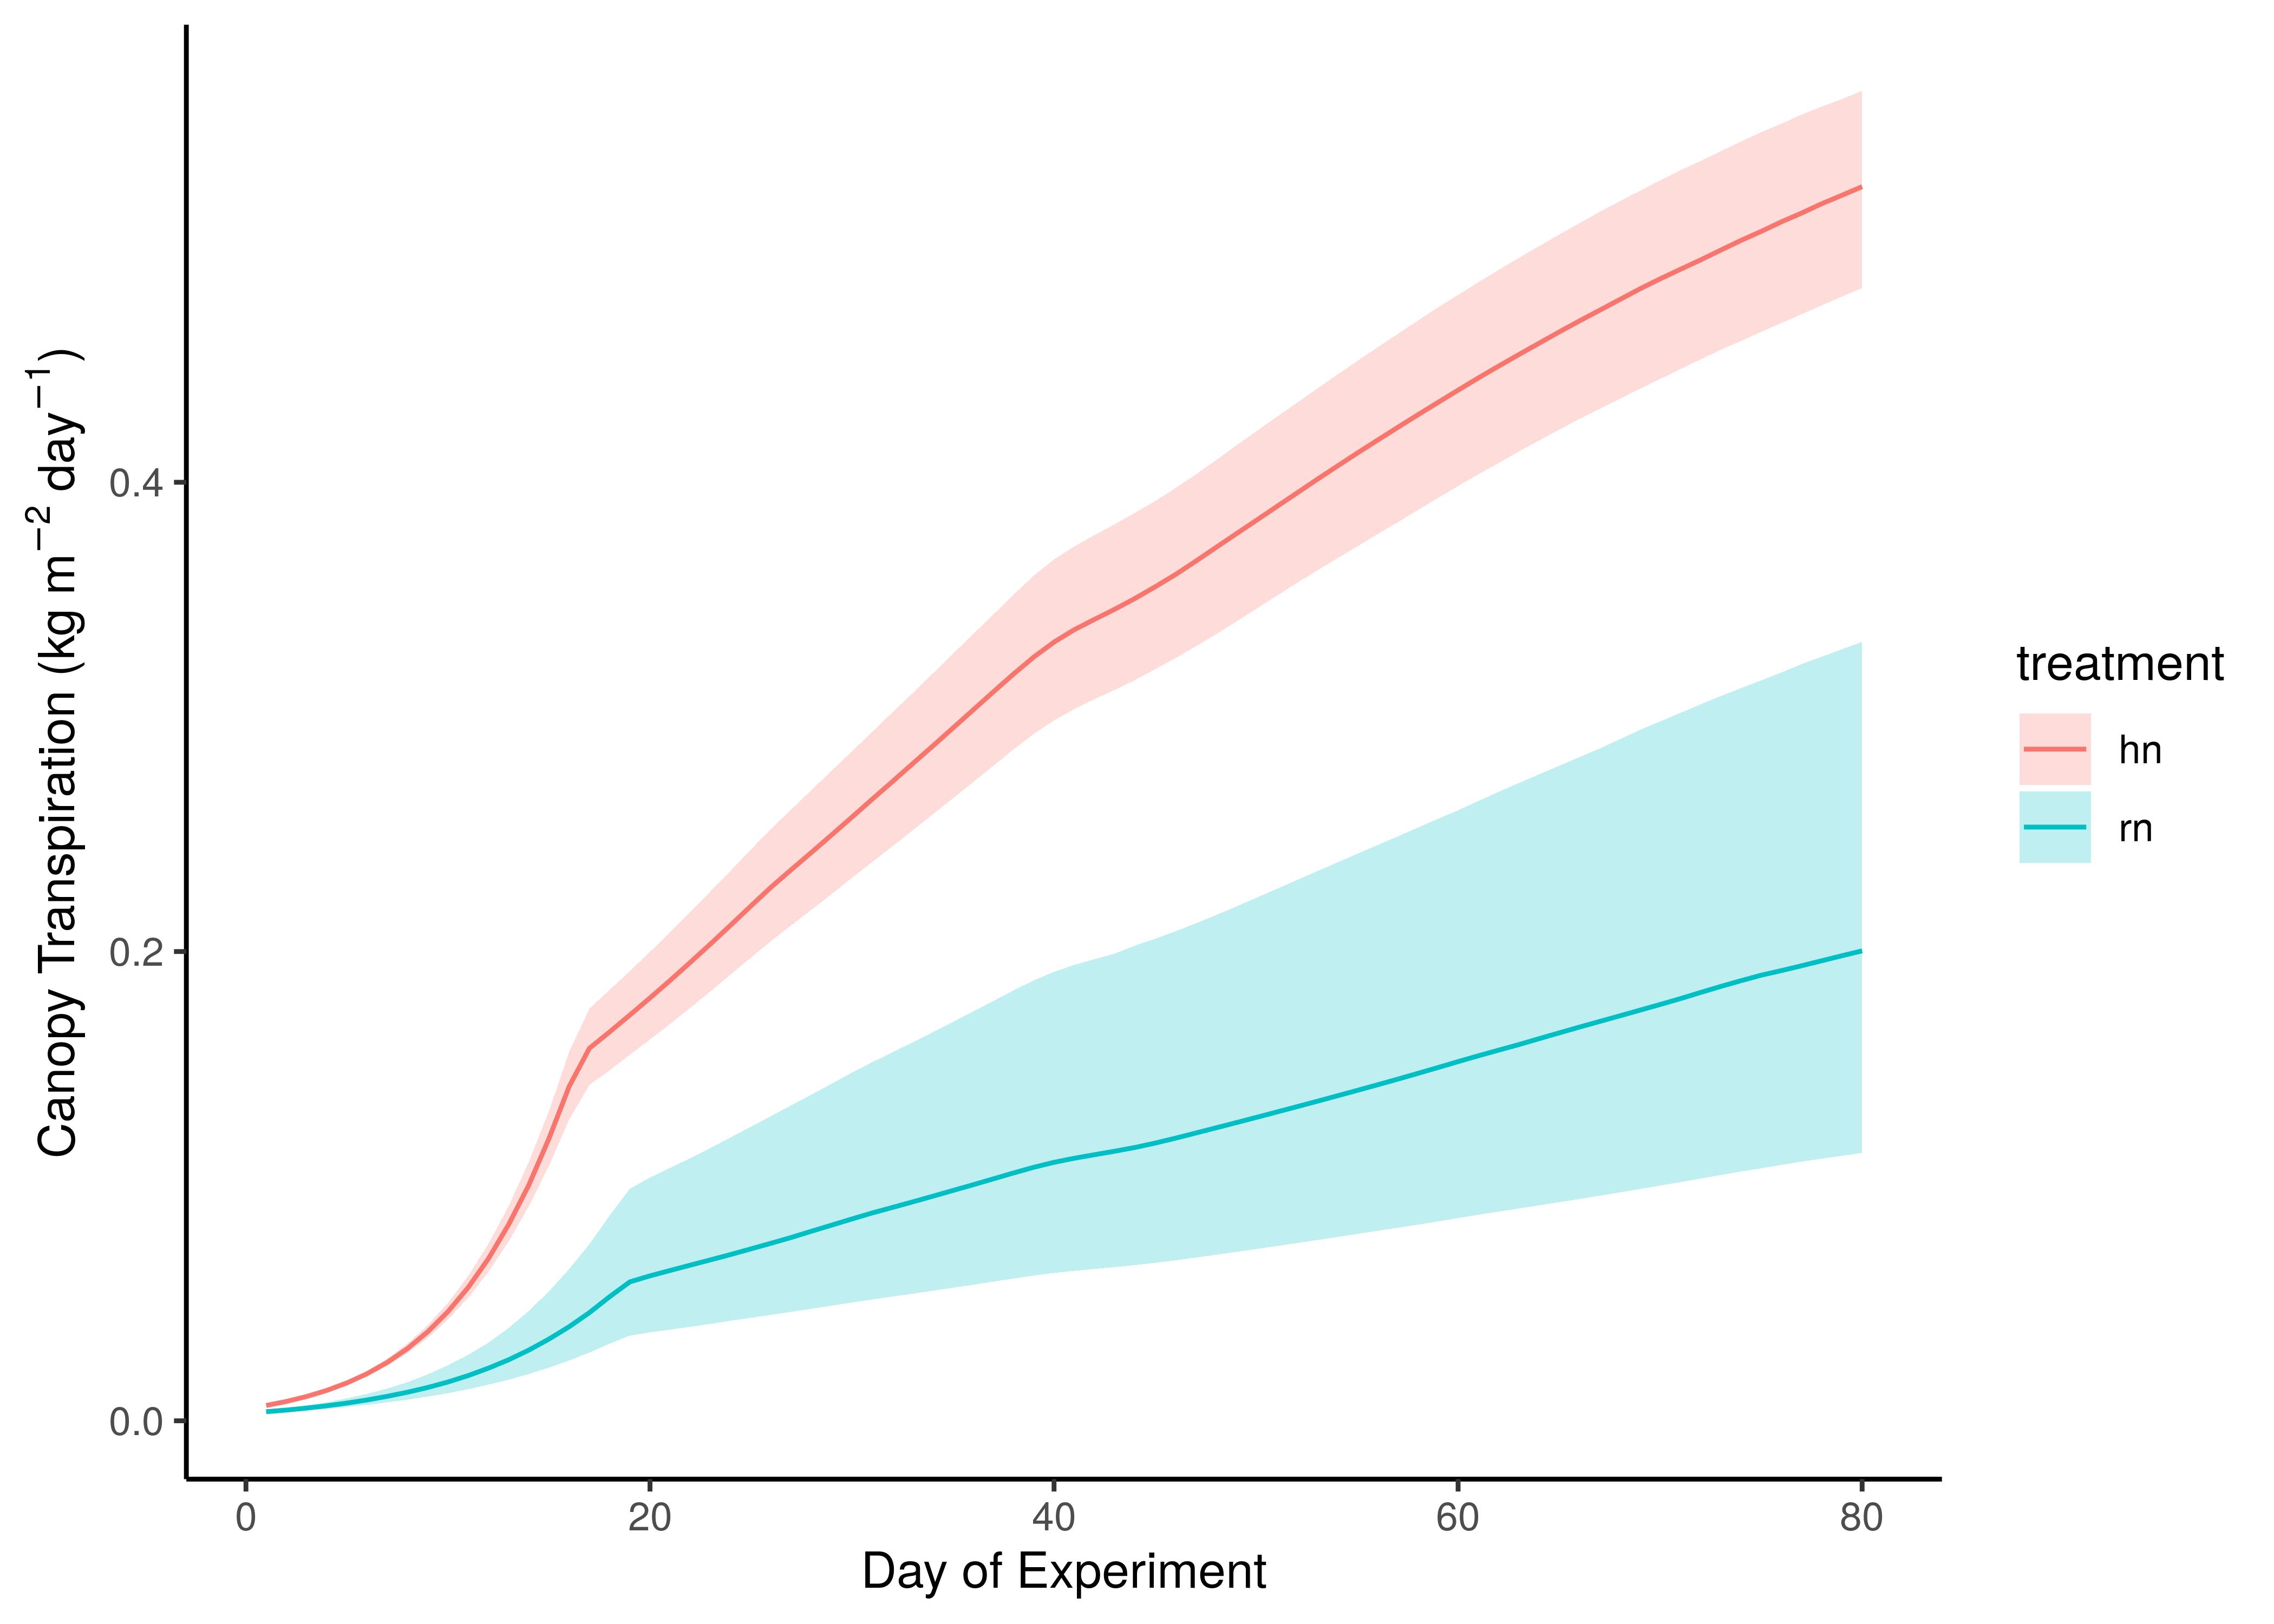 Canopy Transpiration (kg m⁻² day⁻¹)
0.4
0.2
0.0
0 20 40 60 80
Day of Experiment
treatment
hn
rn